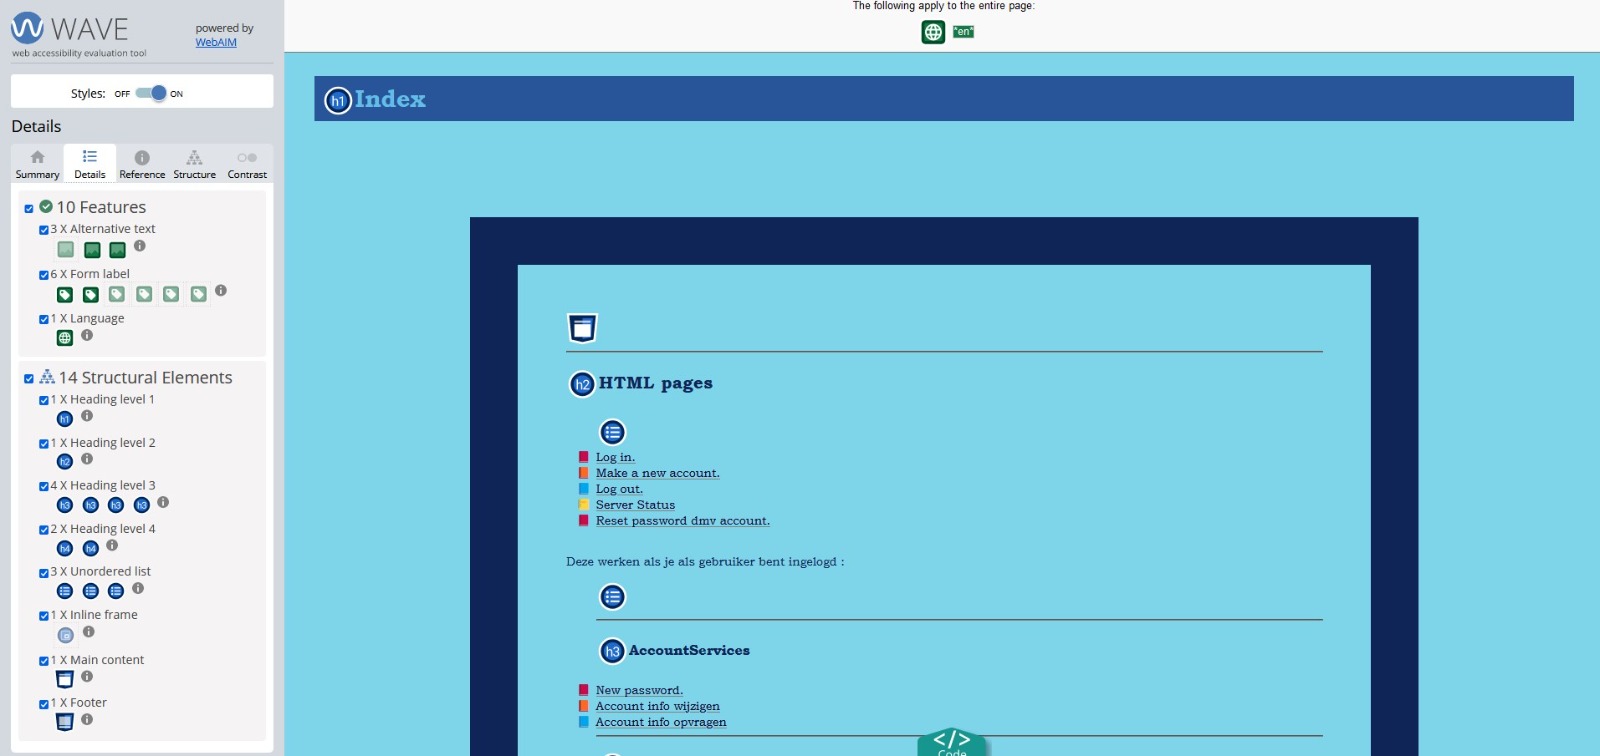 WAVE
powered by
WebAIM
web accessibility evaluation tool
Styles: OFF ON
Details
Summary Details Reference Structure Contrast
10 Features
3 X Alternative text
6 X Form label
1 X Language
14 Structural Elements
1 X Heading level 1
h1
1 X Heading level 2
h2
4 X Heading level 3
h3 h3 h3 h3
2 X Heading level 4
h4 h4
3 X Unordered list
1 X Inline frame
1 X Main content
1 X Footer
The following apply to the entire page:
*en*
h1 Index
h2 HTML pages
Log in.
Make a new account.
Log out.
Server Status
Reset password dmv account.
Deze werken als je als gebruiker bent ingelogd :
h3 AccountServices
New password.
Account info wijzigen
Account info opvragen
</>
Code